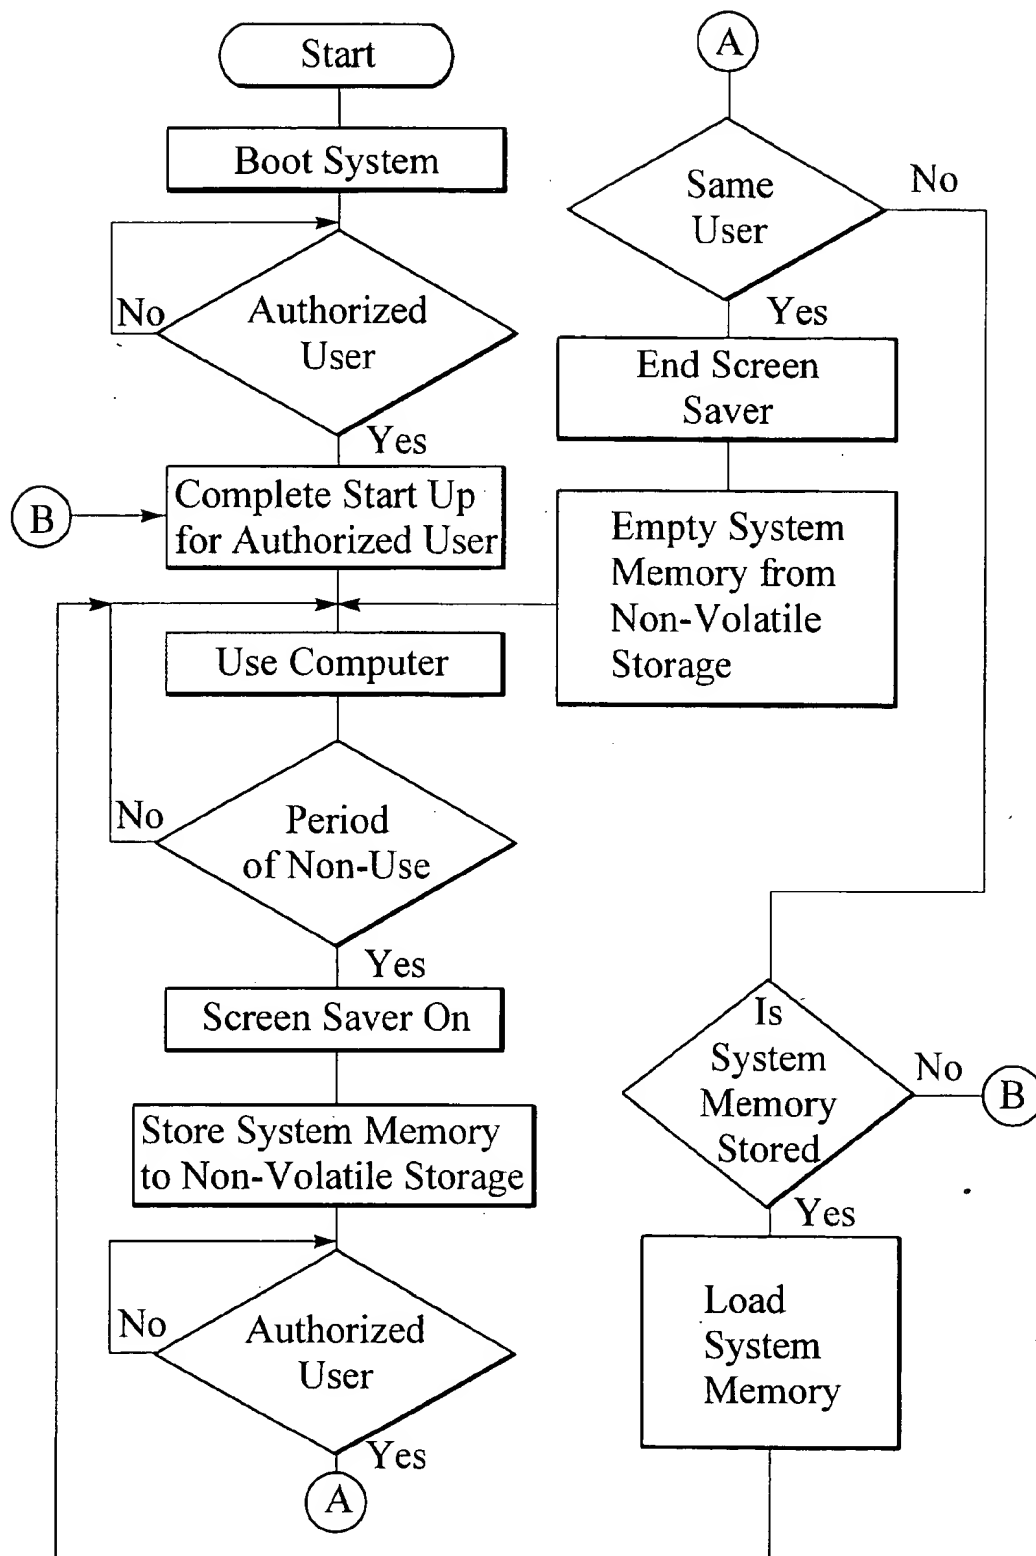 Start
Boot System
No
Authorized
User
Yes
B
Complete Start Up
for Authorized User
Use Computer
No
Period
of Non-Use
Yes
Screen Saver On
Store System Memory
to Non-Volatile Storage
No
Authorized
User
Yes
A
A
Same
User
No
Yes
End Screen
Saver
Empty System
Memory from
Non-Volatile
Storage
Is
System
Memory
Stored
No
B
Yes
Load
System
Memory